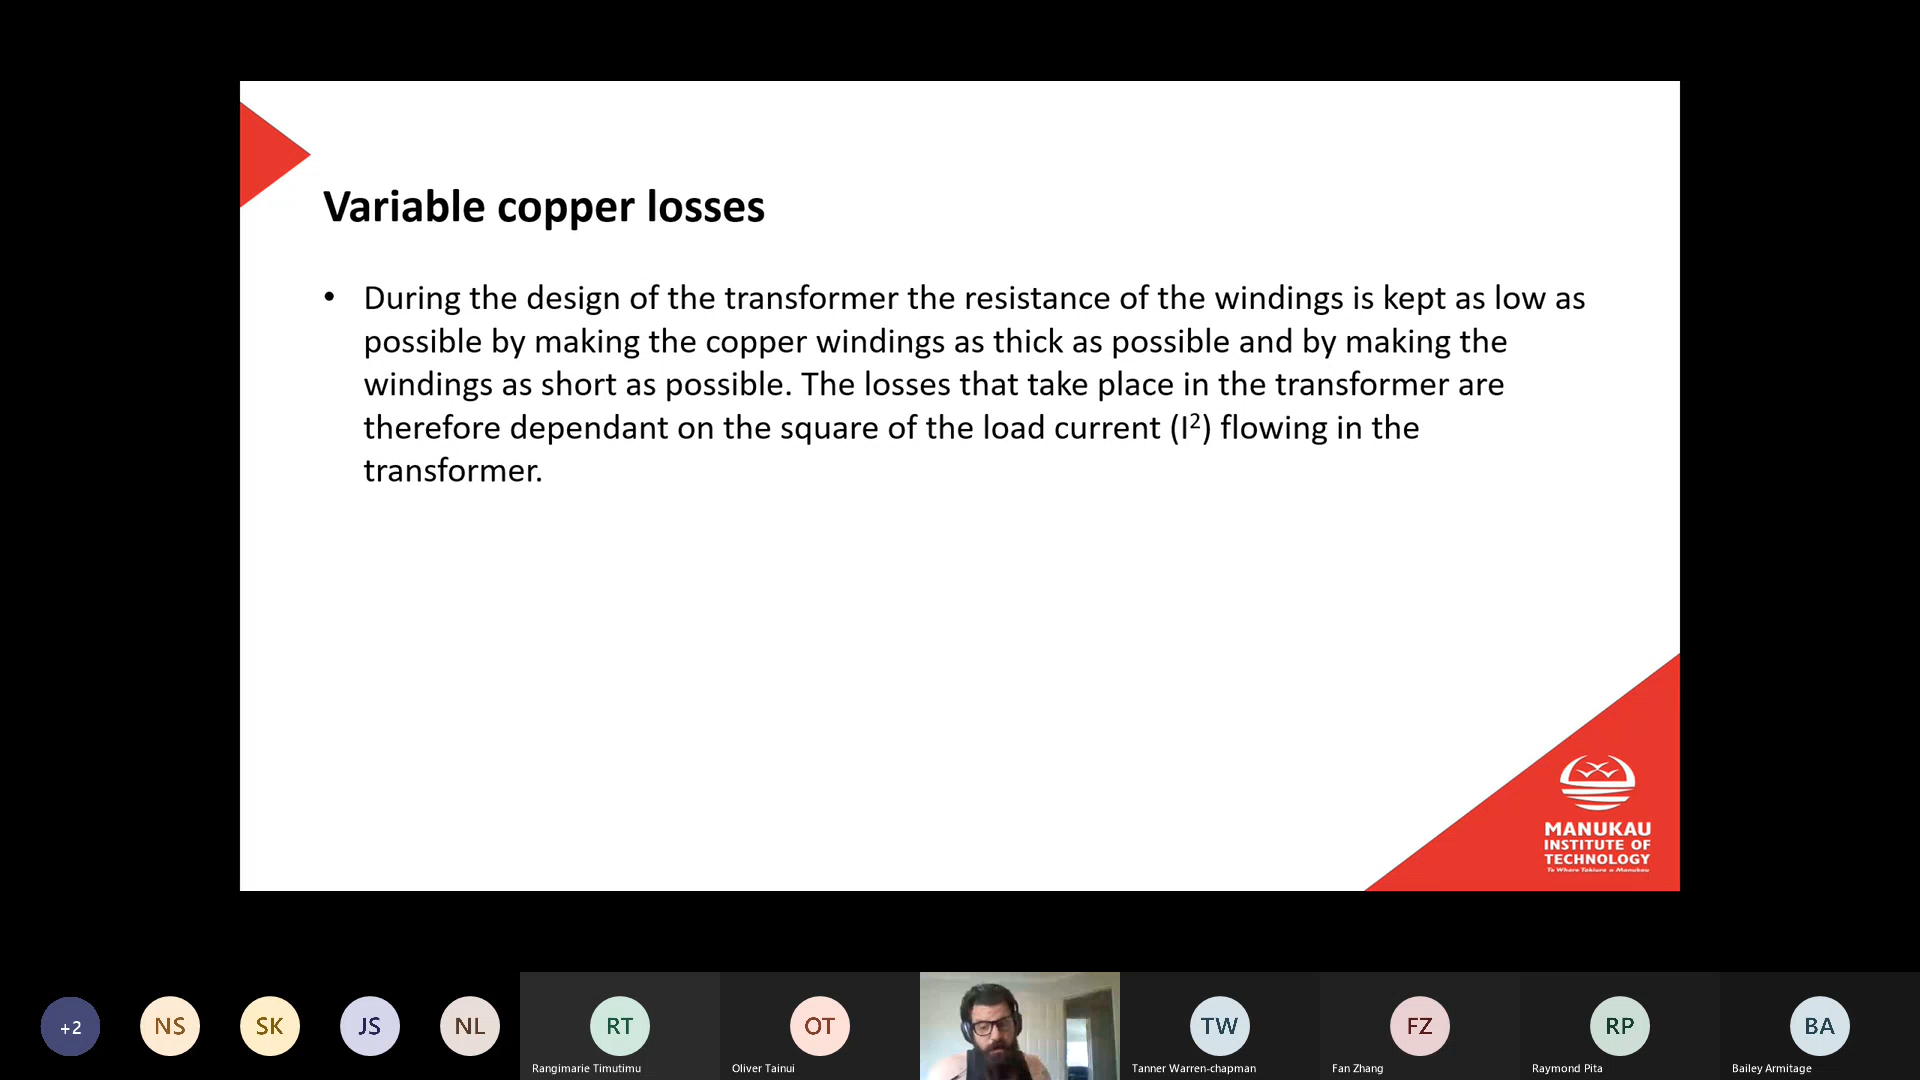 Variable copper losses
• During the design of the transformer the resistance of the windings is kept as low as
possible by making the copper windings as thick as possible and by making the
windings as short as possible. The losses that take place in the transformer are
therefore dependant on the square of the load current (I²) flowing in the
transformer.
MANUKAU
INSTITUTE OF
TECHNOLOGY
Te Whare Takiura o Manukau
+2
NS
SK
JS
NL
RT
OT
TW
FZ
RP
BA
Rangimarie Timutimu
Oliver Tainui
Tanner Warren-chapman
Fan Zhang
Raymond Pita
Bailey Armitage